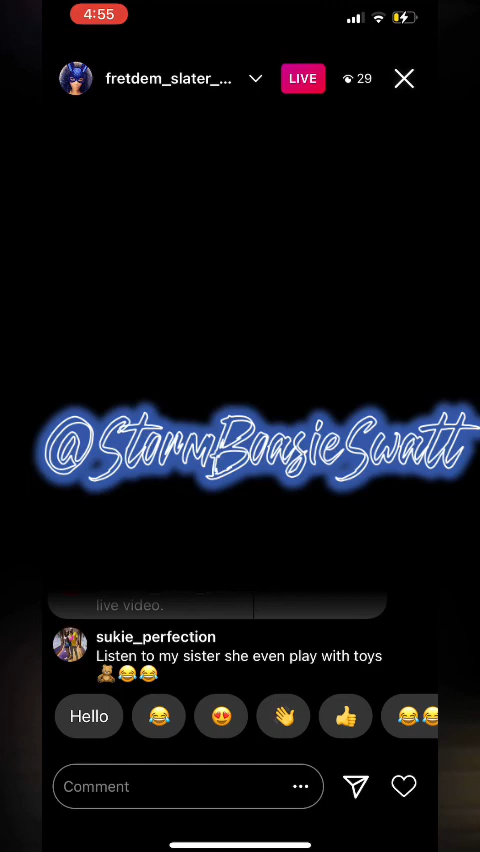 4:55
fretdem_slater_...
LIVE
29
@StormBoasieSwatt
live video.
sukie_perfection
Listen to my sister she even play with toys
🧸😂😂
Hello
Comment